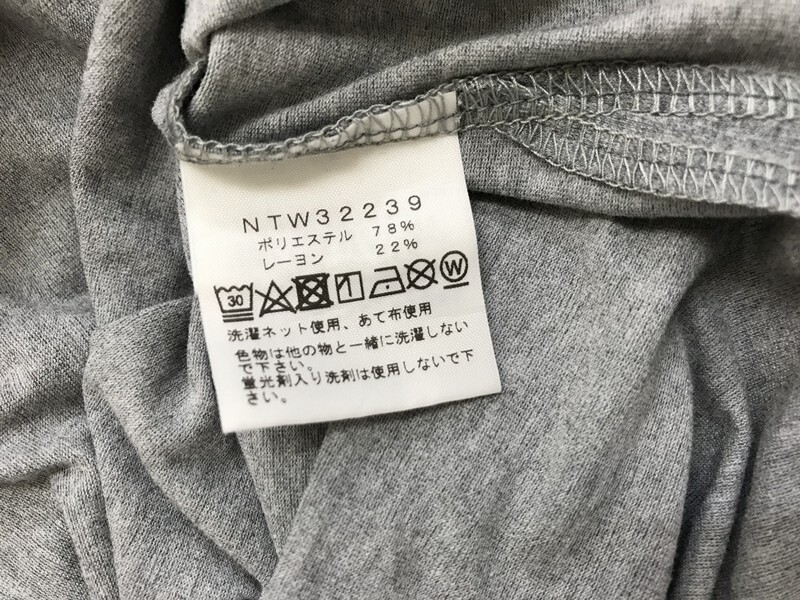 NTW32239
ポリエステル 78%
レーヨン 22%
30 W
洗濯ネット使用、あて布使用
色物は他の物と一緒に洗濯しない
で下さい。
蛍光剤入り洗剤は使用しないで下
さい。